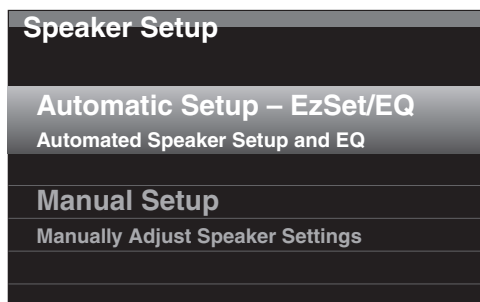 Speaker Setup
Automatic Setup – EzSet/EQ
Automated Speaker Setup and EQ
Manual Setup
Manually Adjust Speaker Settings